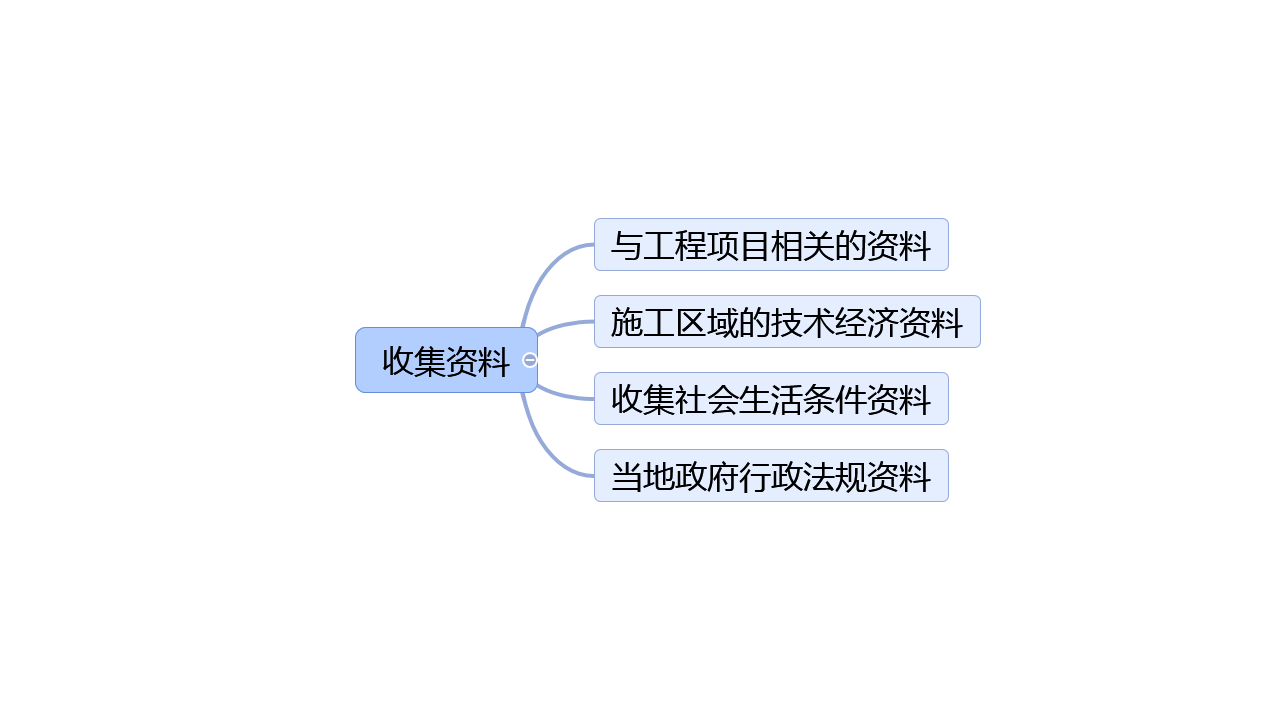 与工程项目相关的资料
施工区域的技术经济资料
收集资料
收集社会生活条件资料
当地政府行政法规资料